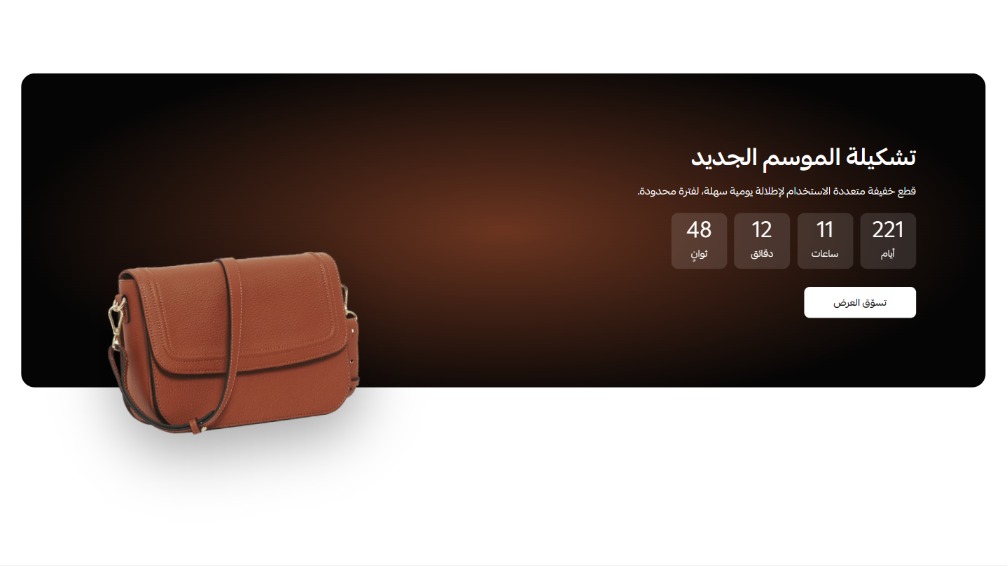 تشكيلة الموسم الجديد
قطع خفيفة متعددة الاستخدام لإطلالة يومية سهلة، لفترة محدودة.
221 11 12 48
أيام ساعات دقائق ثوانٍ
تسوّق العرض